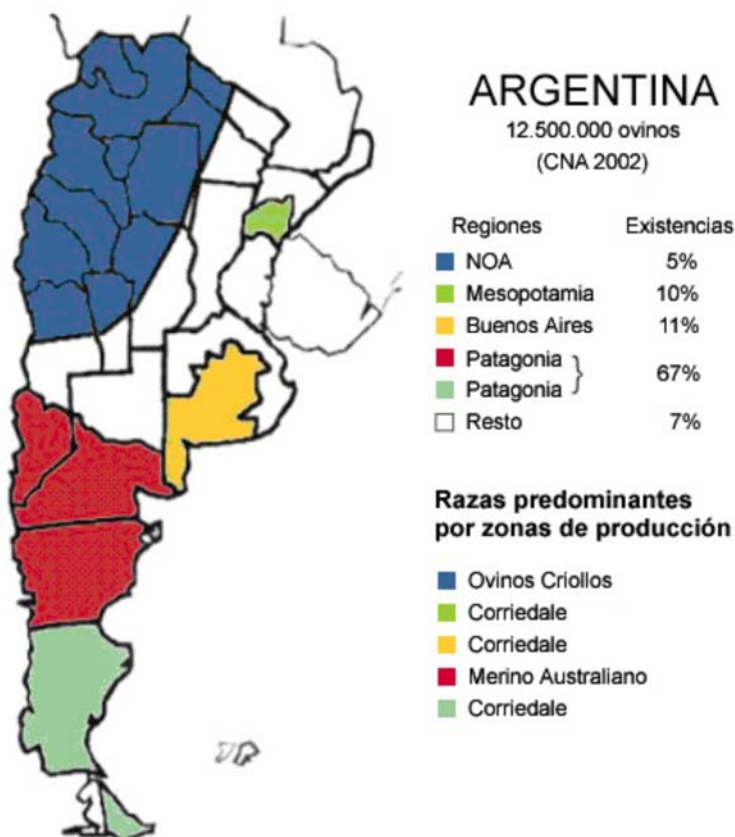 ARGENTINA
12.500.000 ovinos
(CNA 2002)
Regiones Existencias
NOA 5%
Mesopotamia 10%
Buenos Aires 11%
Patagonia
67%
Patagonia
Resto 7%
Razas predominantes
por zonas de producción
Ovinos Criollos
Corriedale
Corriedale
Merino Australiano
Corriedale